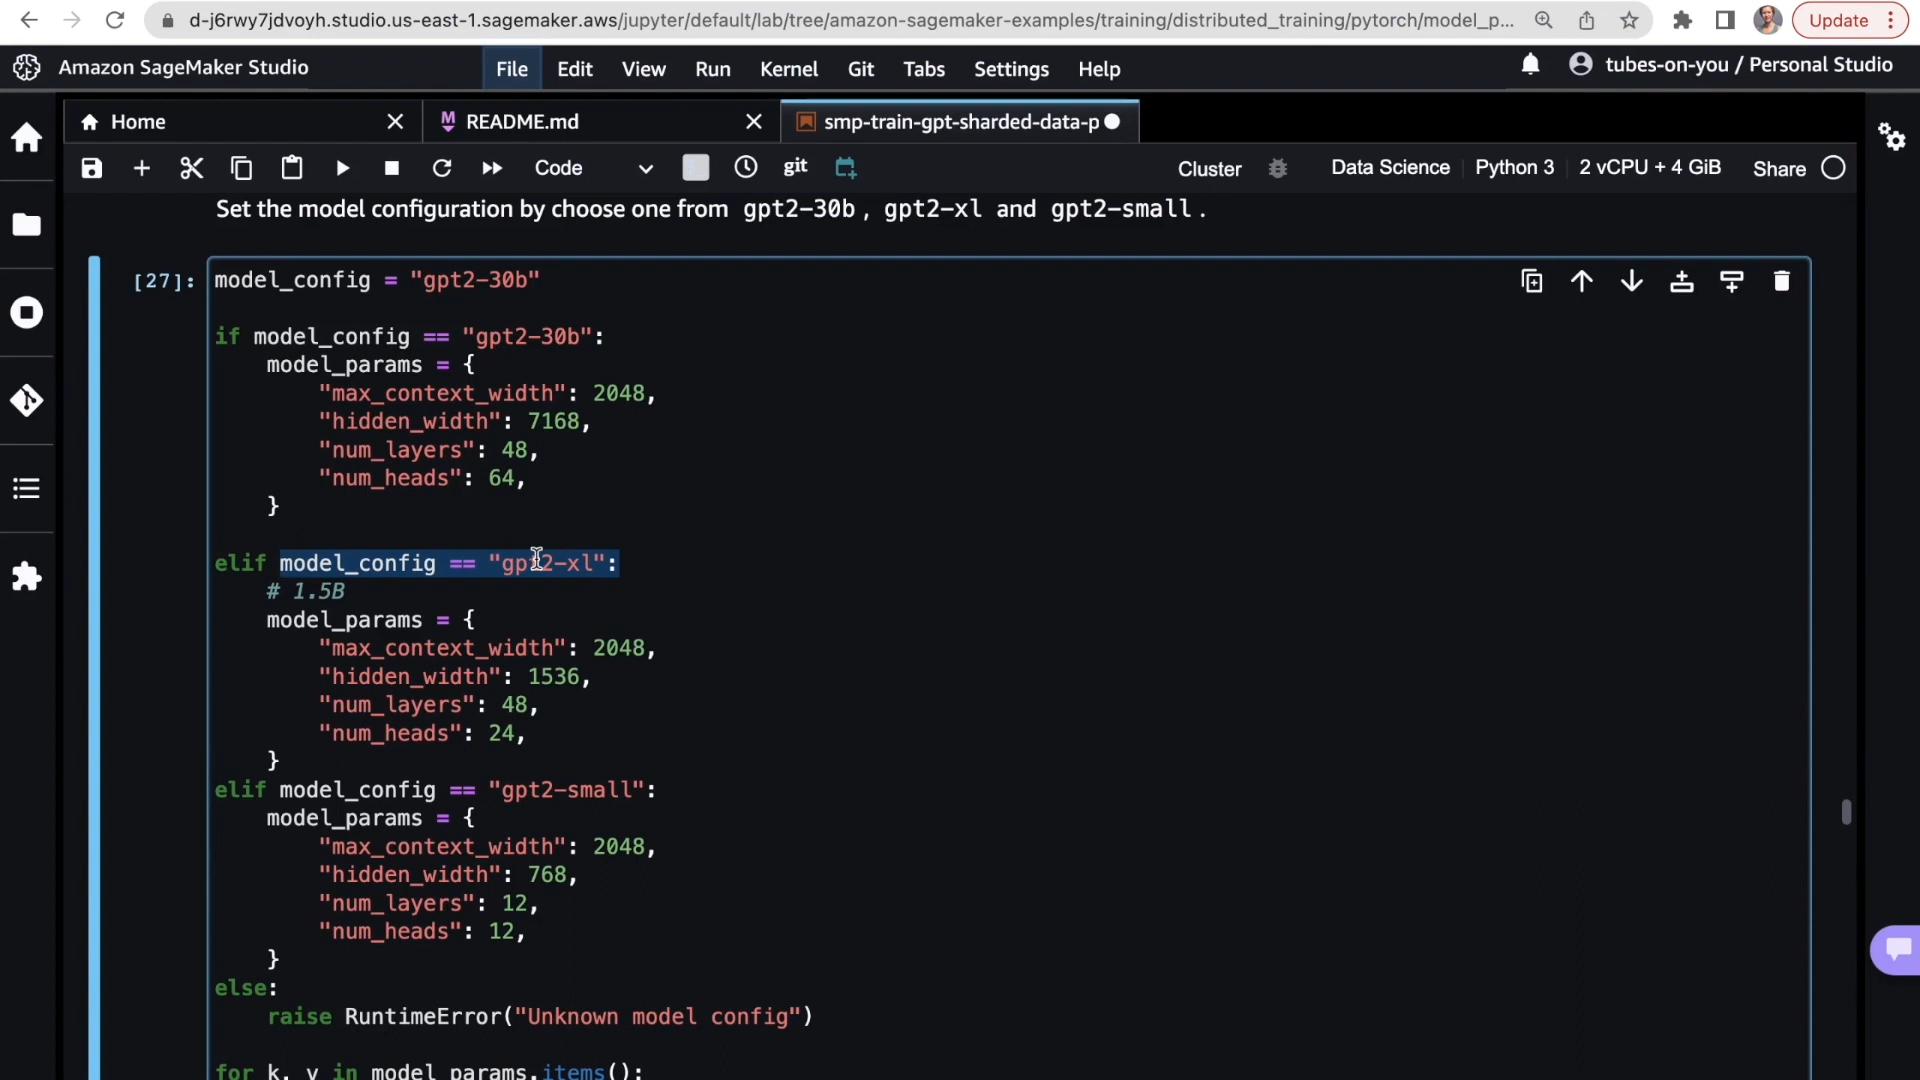 d-j6rwy7jdvoyh.studio.us-east-1.sagemaker.aws/jupyter/default/lab/tree/amazon-sagemaker-examples/training/distributed_training/pytorch/model_p...
Update
Amazon SageMaker Studio
File Edit View Run Kernel Git Tabs Settings Help
tubes-on-you / Personal Studio
Home
README.md
smp-train-gpt-sharded-data-p
Code
git
Cluster
Data Science
Python 3
2 vCPU + 4 GiB
Share
Set the model configuration by choose one from gpt2-30b, gpt2-xl and gpt2-small.
[27]:
model_config = "gpt2-30b"
if model_config == "gpt2-30b":
    model_params = {
        "max_context_width": 2048,
        "hidden_width": 7168,
        "num_layers": 48,
        "num_heads": 64,
    }
elif model_config == "gpt2-xl":
    # 1.5B
    model_params = {
        "max_context_width": 2048,
        "hidden_width": 1536,
        "num_layers": 48,
        "num_heads": 24,
    }
elif model_config == "gpt2-small":
    model_params = {
        "max_context_width": 2048,
        "hidden_width": 768,
        "num_layers": 12,
        "num_heads": 12,
    }
else:
    raise RuntimeError("Unknown model config")
for k, v in model_params.items():